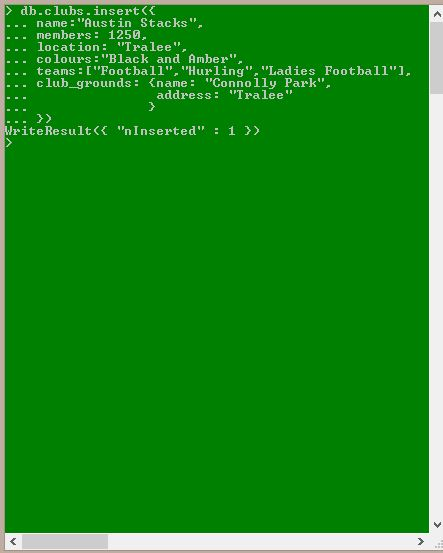 > db.clubs.insert({
... name:"Austin Stacks",
... members: 1250,
... location: "Tralee",
... colours:"Black and Amber",
... teams:["Football","Hurling","Ladies Football"],
... club_grounds: {name: "Connolly Park",
...                address: "Tralee"
...               }
... })
WriteResult({ "nInserted" : 1 })
>